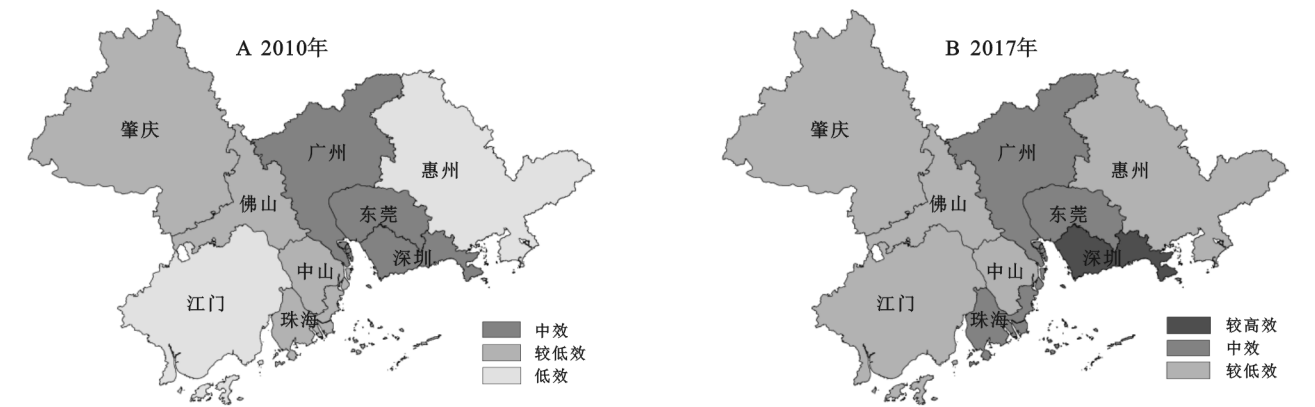 A 2010年
肇庆
广州
惠州
佛山
东莞
深圳
中山
江门
珠海
中效
较低效
低效
B 2017年
肇庆
广州
惠州
佛山
东莞
深圳
中山
江门
珠海
较高效
中效
较低效